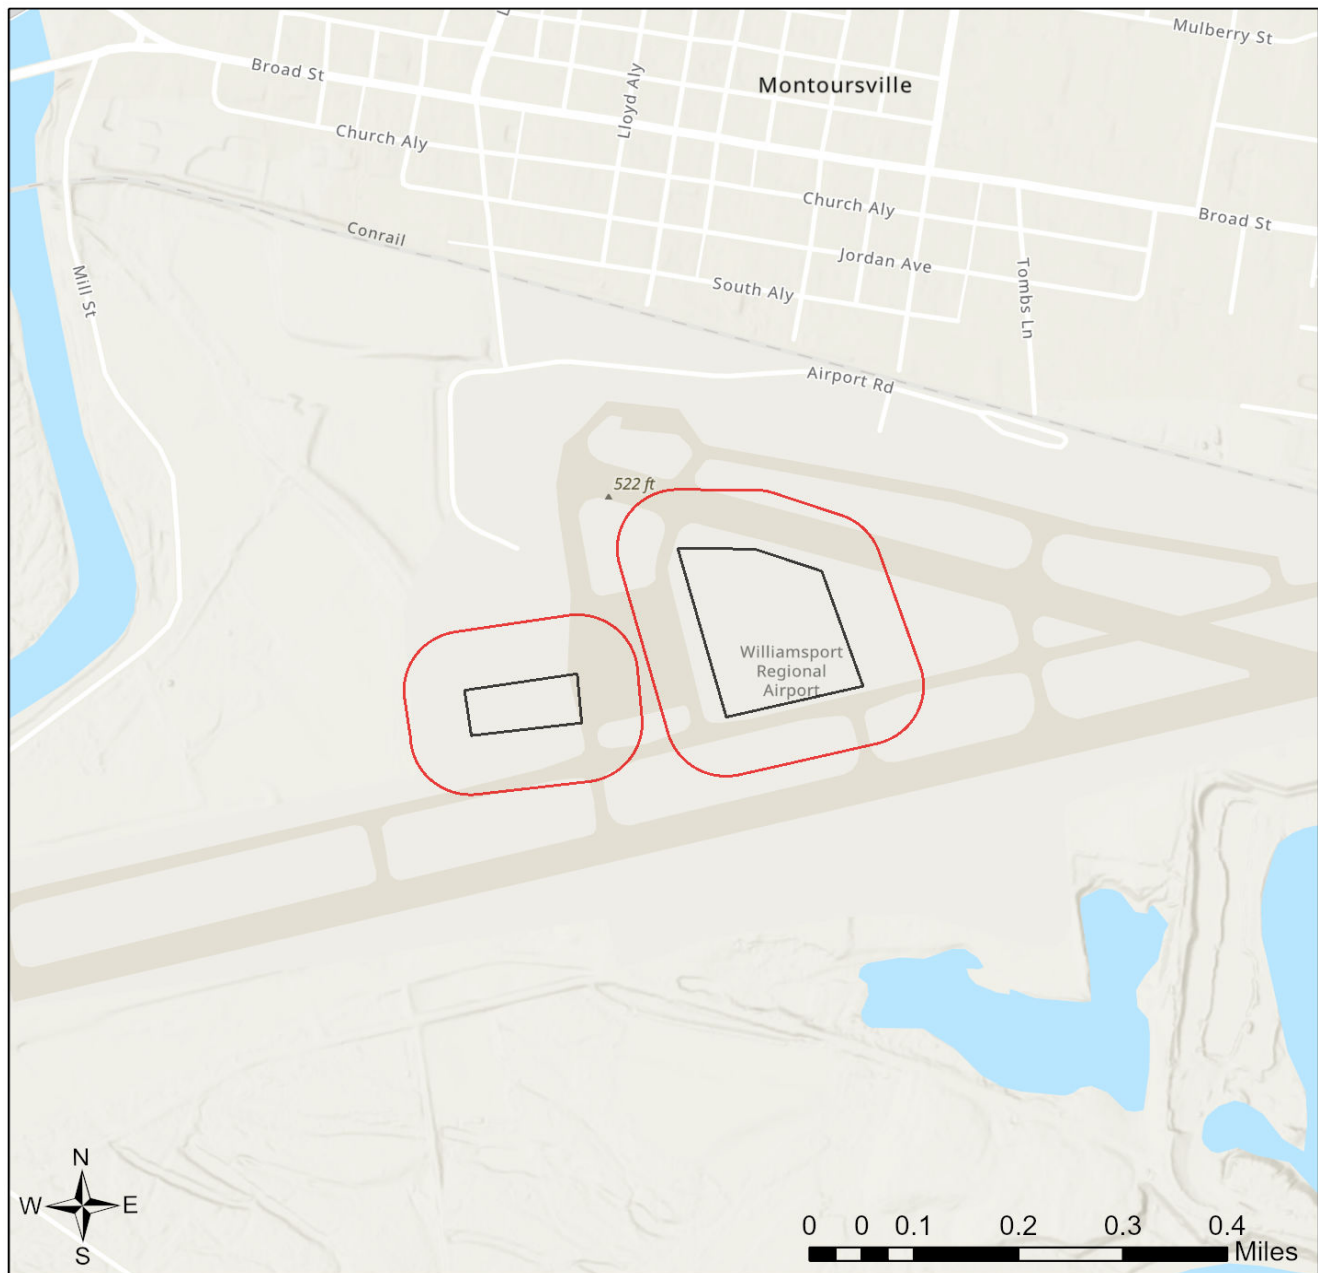 Mulberry St
L
Broad St
Montoursville
Lloyd Aly
Church Aly
Church Aly
Broad St
Conrail
Jordan Ave
Mill St
South Aly
Tombs Ln
Airport Rd
522 ft
Williamsport
Regional
Airport
N
W E
S
0 0 0.1 0.2 0.3 0.4
Miles